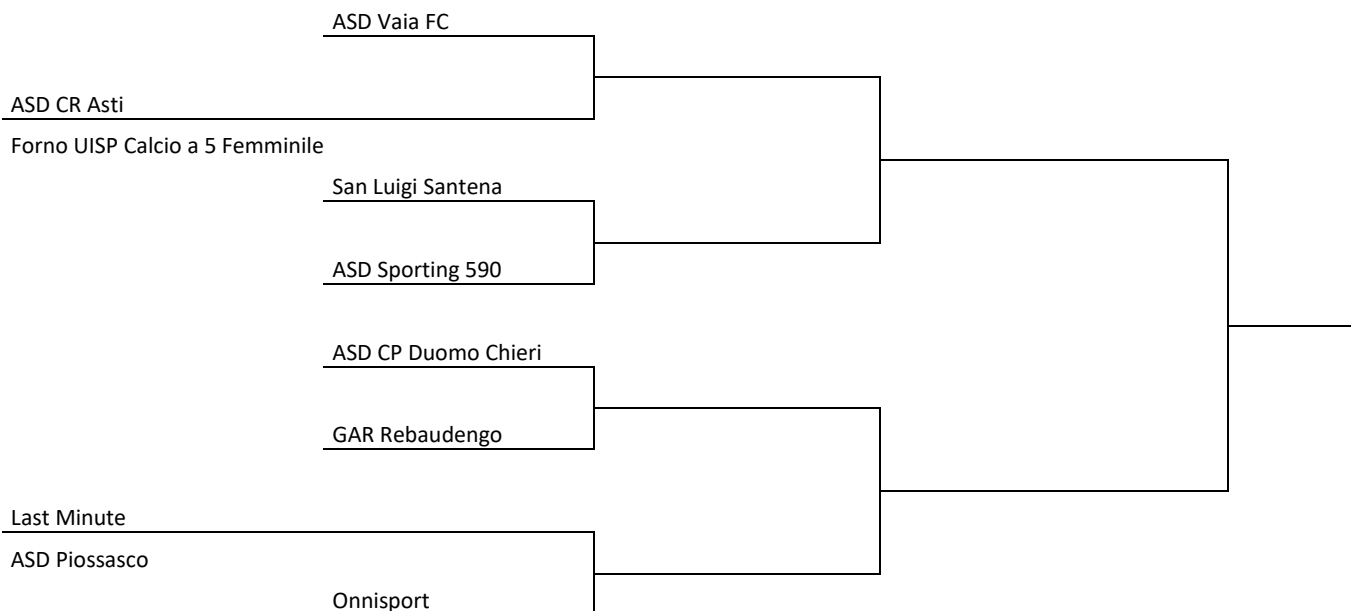 ASD Vaia FC
ASD CR Asti
Forno UISP Calcio a 5 Femminile
San Luigi Santena
ASD Sporting 590
ASD CP Duomo Chieri
GAR Rebaudengo
Last Minute
ASD Piossasco
Onnisport